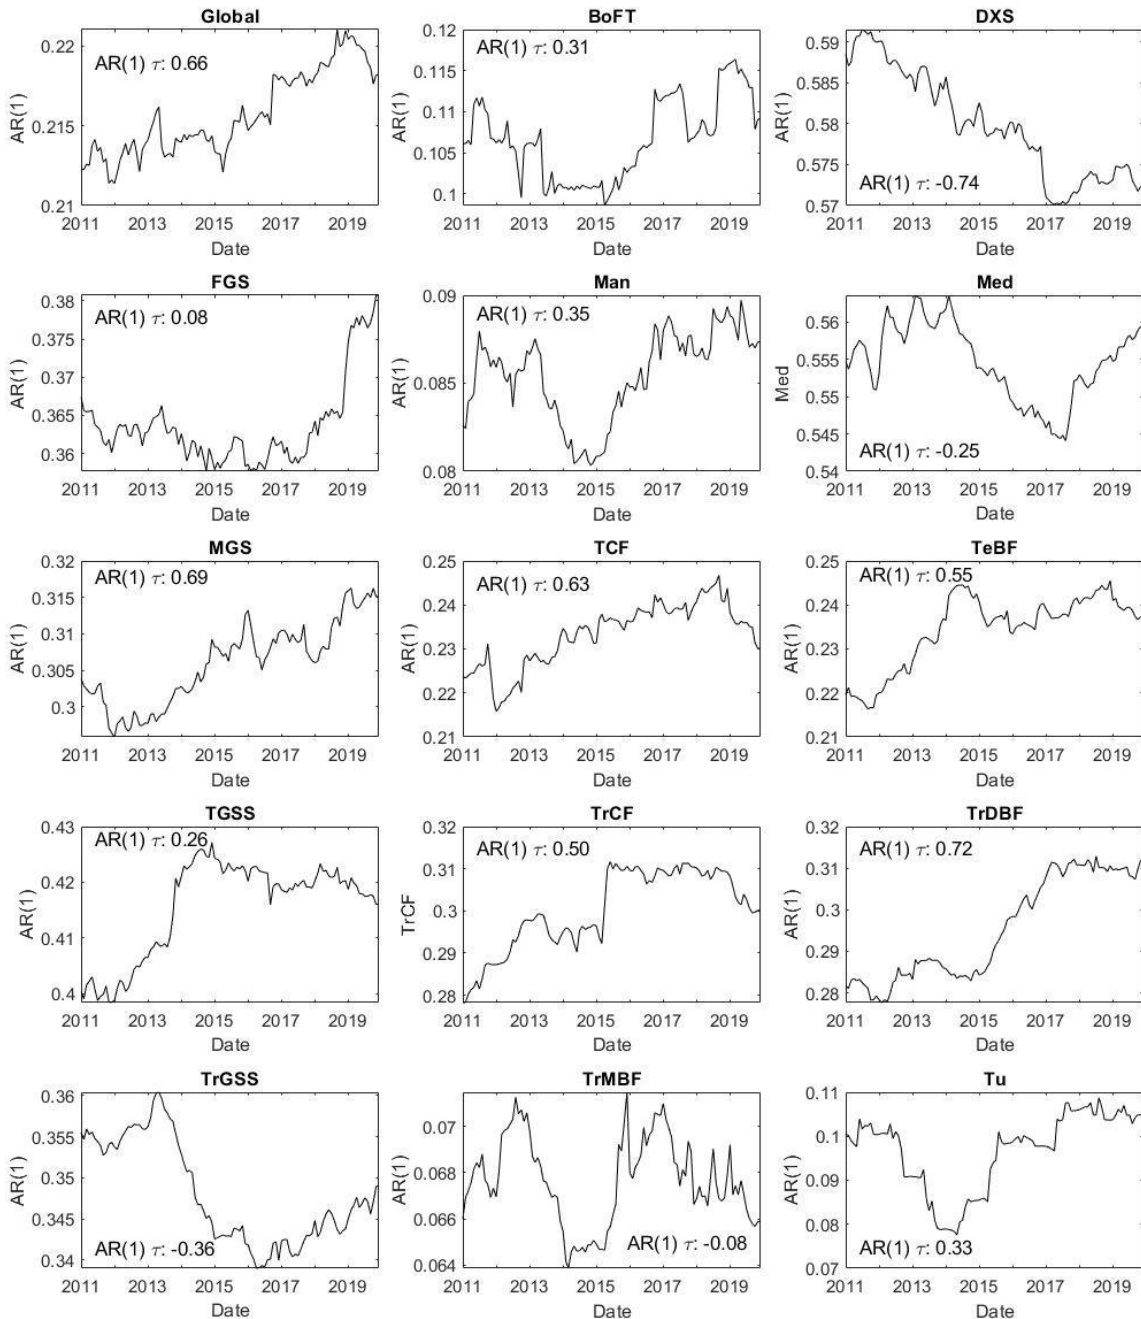 Global
AR(1) τ: 0.66
0.22
0.215
0.21
AR(1)
2011 2013 2015 2017 2019
Date
BoFT
AR(1) τ: 0.31
0.12
0.115
0.11
0.105
0.1
AR(1)
2011 2013 2015 2017 2019
Date
DXS
AR(1) τ: -0.74
0.59
0.585
0.58
0.575
0.57
AR(1)
2011 2013 2015 2017 2019
Date
FGS
AR(1) τ: 0.08
0.38
0.375
0.37
0.365
0.36
AR(1)
2011 2013 2015 2017 2019
Date
Man
AR(1) τ: 0.35
0.09
0.085
0.08
AR(1)
2011 2013 2015 2017 2019
Date
Med
AR(1) τ: -0.25
0.56
0.555
0.55
0.545
0.54
Med
2011 2013 2015 2017 2019
Date
MGS
AR(1) τ: 0.69
0.32
0.315
0.31
0.305
0.3
AR(1)
2011 2013 2015 2017 2019
Date
TCF
AR(1) τ: 0.63
0.25
0.24
0.23
0.22
0.21
AR(1)
2011 2013 2015 2017 2019
Date
TeBF
AR(1) τ: 0.55
0.25
0.24
0.23
0.22
0.21
AR(1)
2011 2013 2015 2017 2019
Date
TGSS
AR(1) τ: 0.26
0.43
0.42
0.41
0.4
AR(1)
2011 2013 2015 2017 2019
Date
TrCF
AR(1) τ: 0.50
0.32
0.31
0.3
0.29
0.28
TrCF
2011 2013 2015 2017 2019
Date
TrDBF
AR(1) τ: 0.72
0.32
0.31
0.3
0.29
0.28
AR(1)
2011 2013 2015 2017 2019
Date
TrGSS
AR(1) τ: -0.36
0.36
0.355
0.35
0.345
0.34
AR(1)
2011 2013 2015 2017 2019
Date
TrMBF
AR(1) τ: -0.08
0.07
0.068
0.066
0.064
AR(1)
2011 2013 2015 2017 2019
Date
Tu
AR(1) τ: 0.33
0.11
0.1
0.09
0.08
0.07
AR(1)
2011 2013 2015 2017 2019
Date